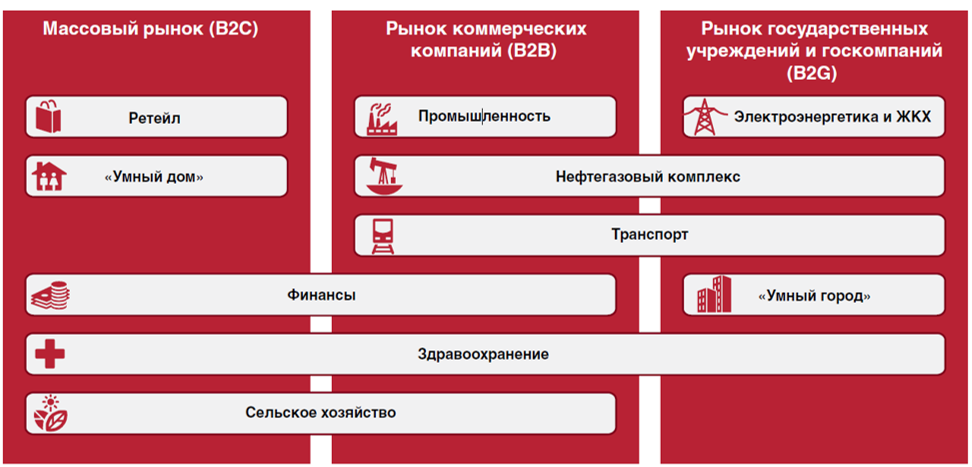 Массовый рынок (B2C)
Рынок коммерческих
компаний (B2B)
Рынок государственных
учреждений и госкомпаний
(B2G)
Ретейл
Промышленность
Электроэнергетика и ЖКХ
«Умный дом»
Нефтегазовый комплекс
Транспорт
Финансы
«Умный город»
Здравоохранение
Сельское хозяйство